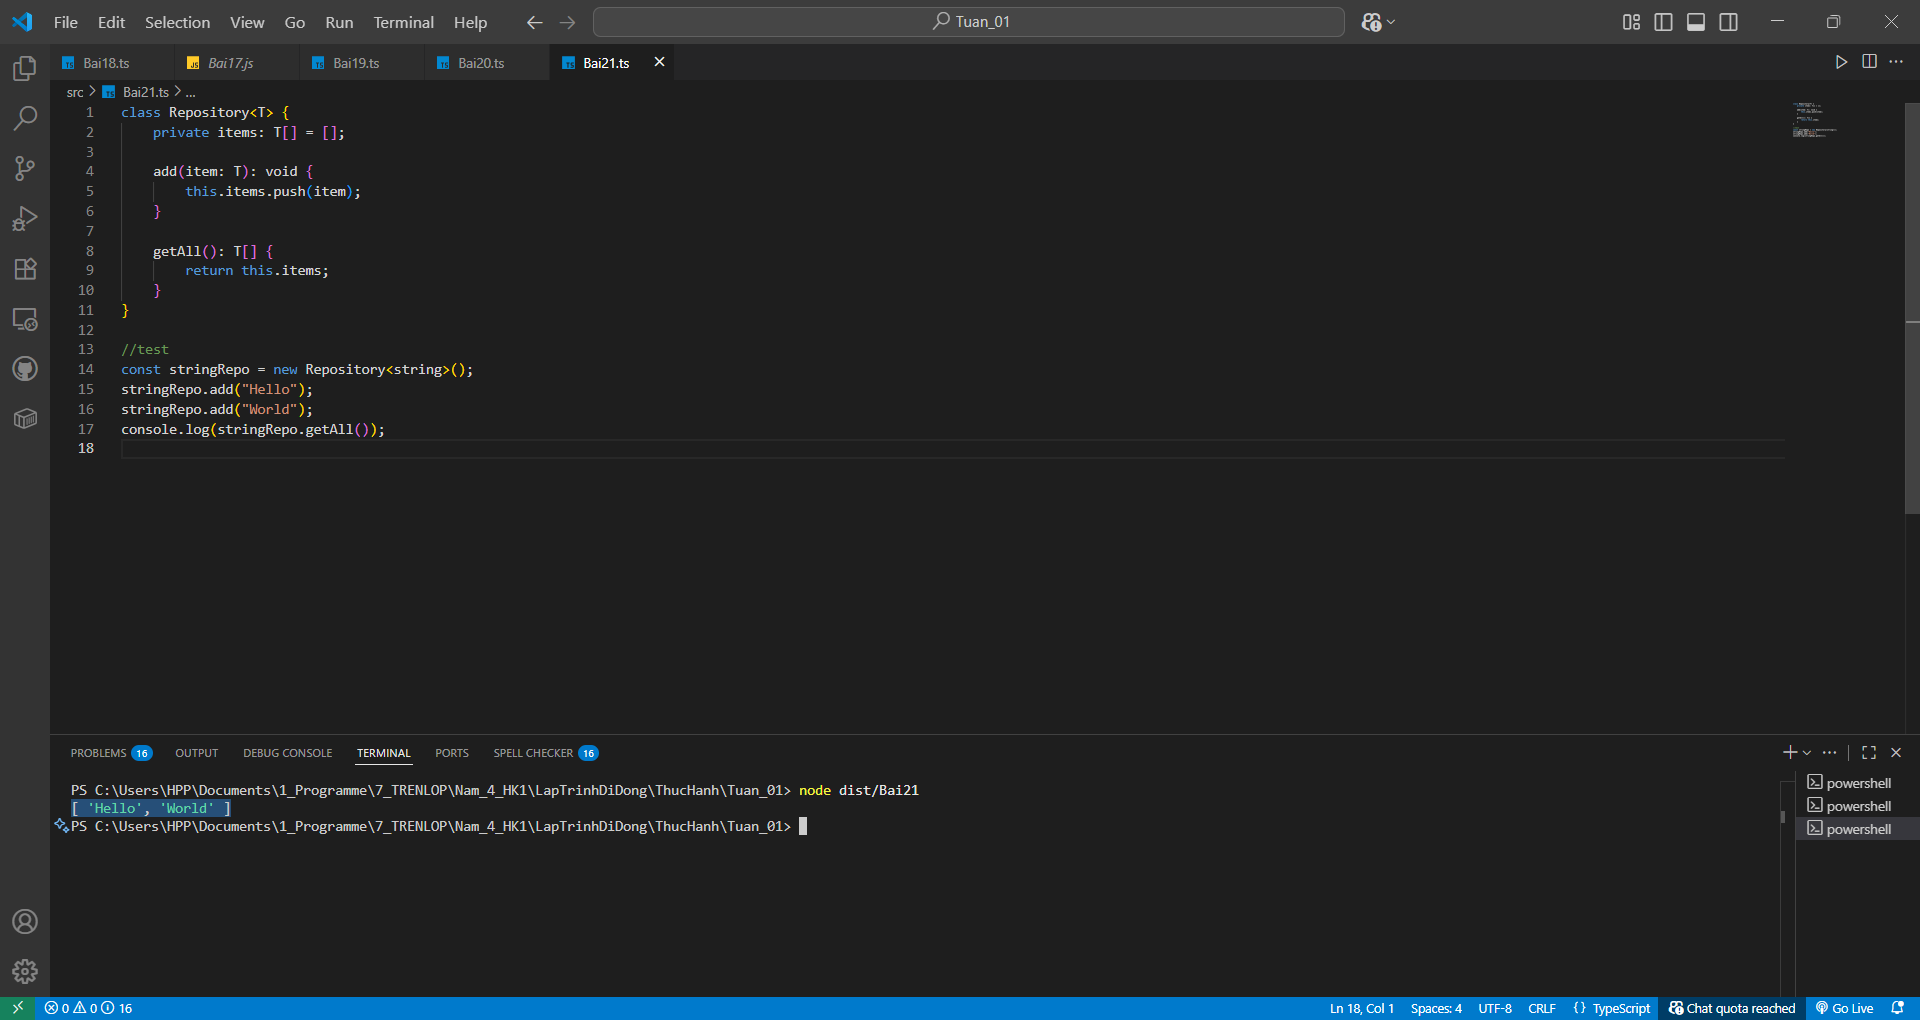 File Edit Selection View Go Run Terminal Help Tuan_01
Bai18.ts Bai17.js Bai19.ts Bai20.ts Bai21.ts
src > Bai21.ts > ...
1 class Repository<T> {
2 private items: T[] = [];
3
4 add(item: T): void {
5 this.items.push(item);
6 }
7
8 getAll(): T[] {
9 return this.items;
10 }
11 }
12
13 //test
14 const stringRepo = new Repository<string>();
15 stringRepo.add("Hello");
16 stringRepo.add("World");
17 console.log(stringRepo.getAll());
18
PROBLEMS 16 OUTPUT DEBUG CONSOLE TERMINAL PORTS SPELL CHECKER 16
PS C:\Users\HPP\Documents\1_Programme\7_TRENLOP\Nam_4_HK1\LapTrinhDiDong\ThucHanh\Tuan_01> node dist/Bai21
[ 'Hello', 'World' ]
PS C:\Users\HPP\Documents\1_Programme\7_TRENLOP\Nam_4_HK1\LapTrinhDiDong\ThucHanh\Tuan_01>
powershell
powershell
powershell
0 0 16 Ln 18, Col 1 Spaces: 4 UTF-8 CRLF {} TypeScript Chat quota reached Go Live